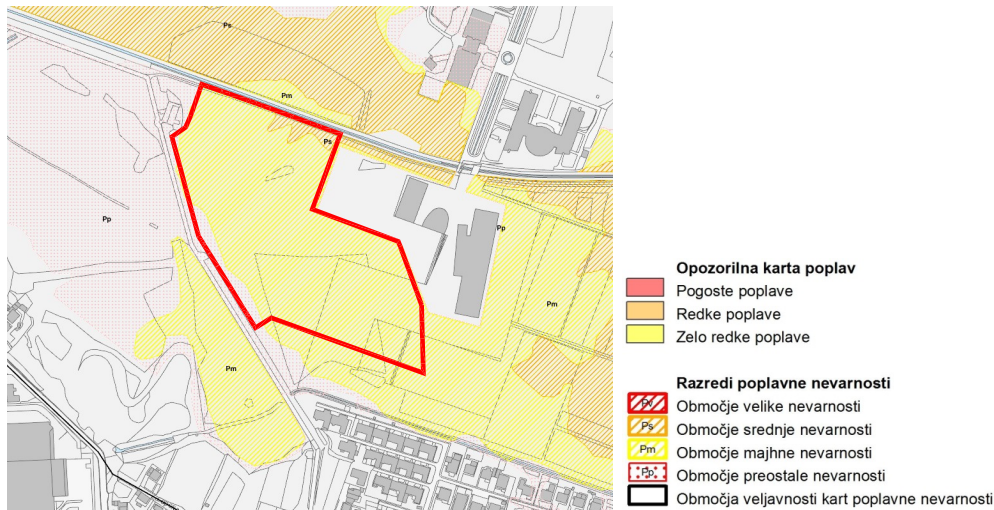 Ps
Pm
Ps
Pp
Pp
Pm
Pm
Opozorilna karta poplav
Pogoste poplave
Redke poplave
Zelo redke poplave
Razredi poplavne nevarnosti
Pv Območje velike nevarnosti
Ps Območje srednje nevarnosti
Pm Območje majhne nevarnosti
Pp Območje preostale nevarnosti
Območja veljavnosti kart poplavne nevarnosti